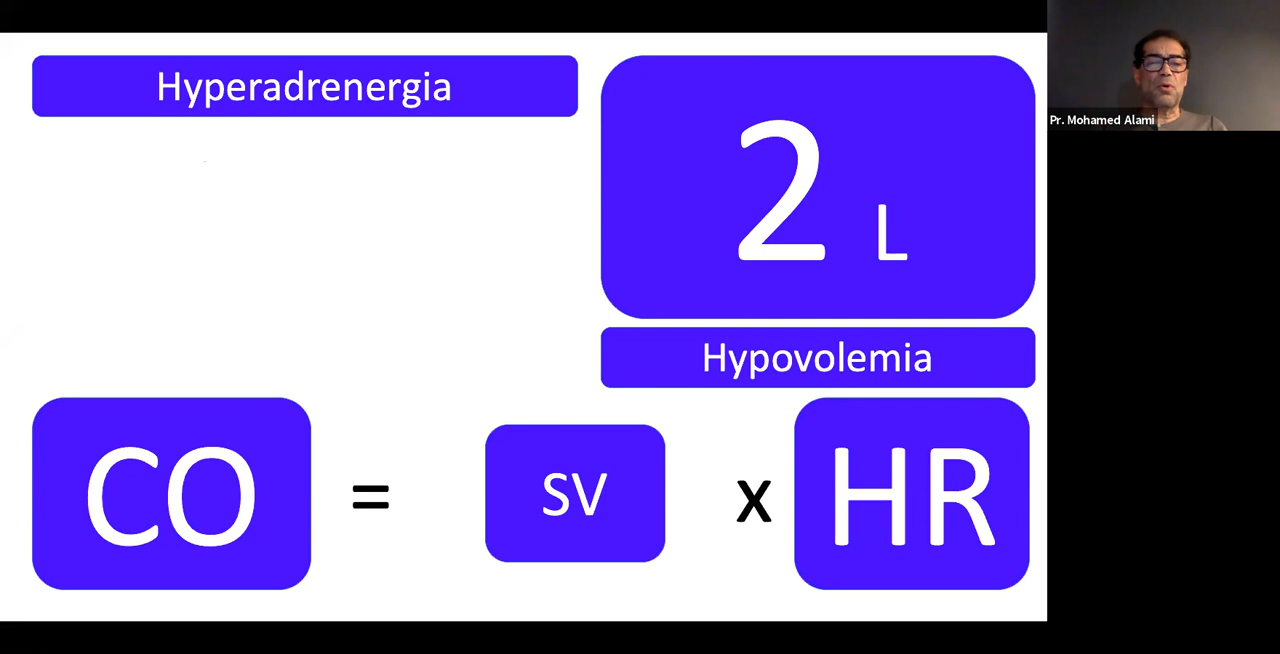 Hyperadrenergia
2 L
Hypovolemia
CO = SV x HR
Pr. Mohamed Alami